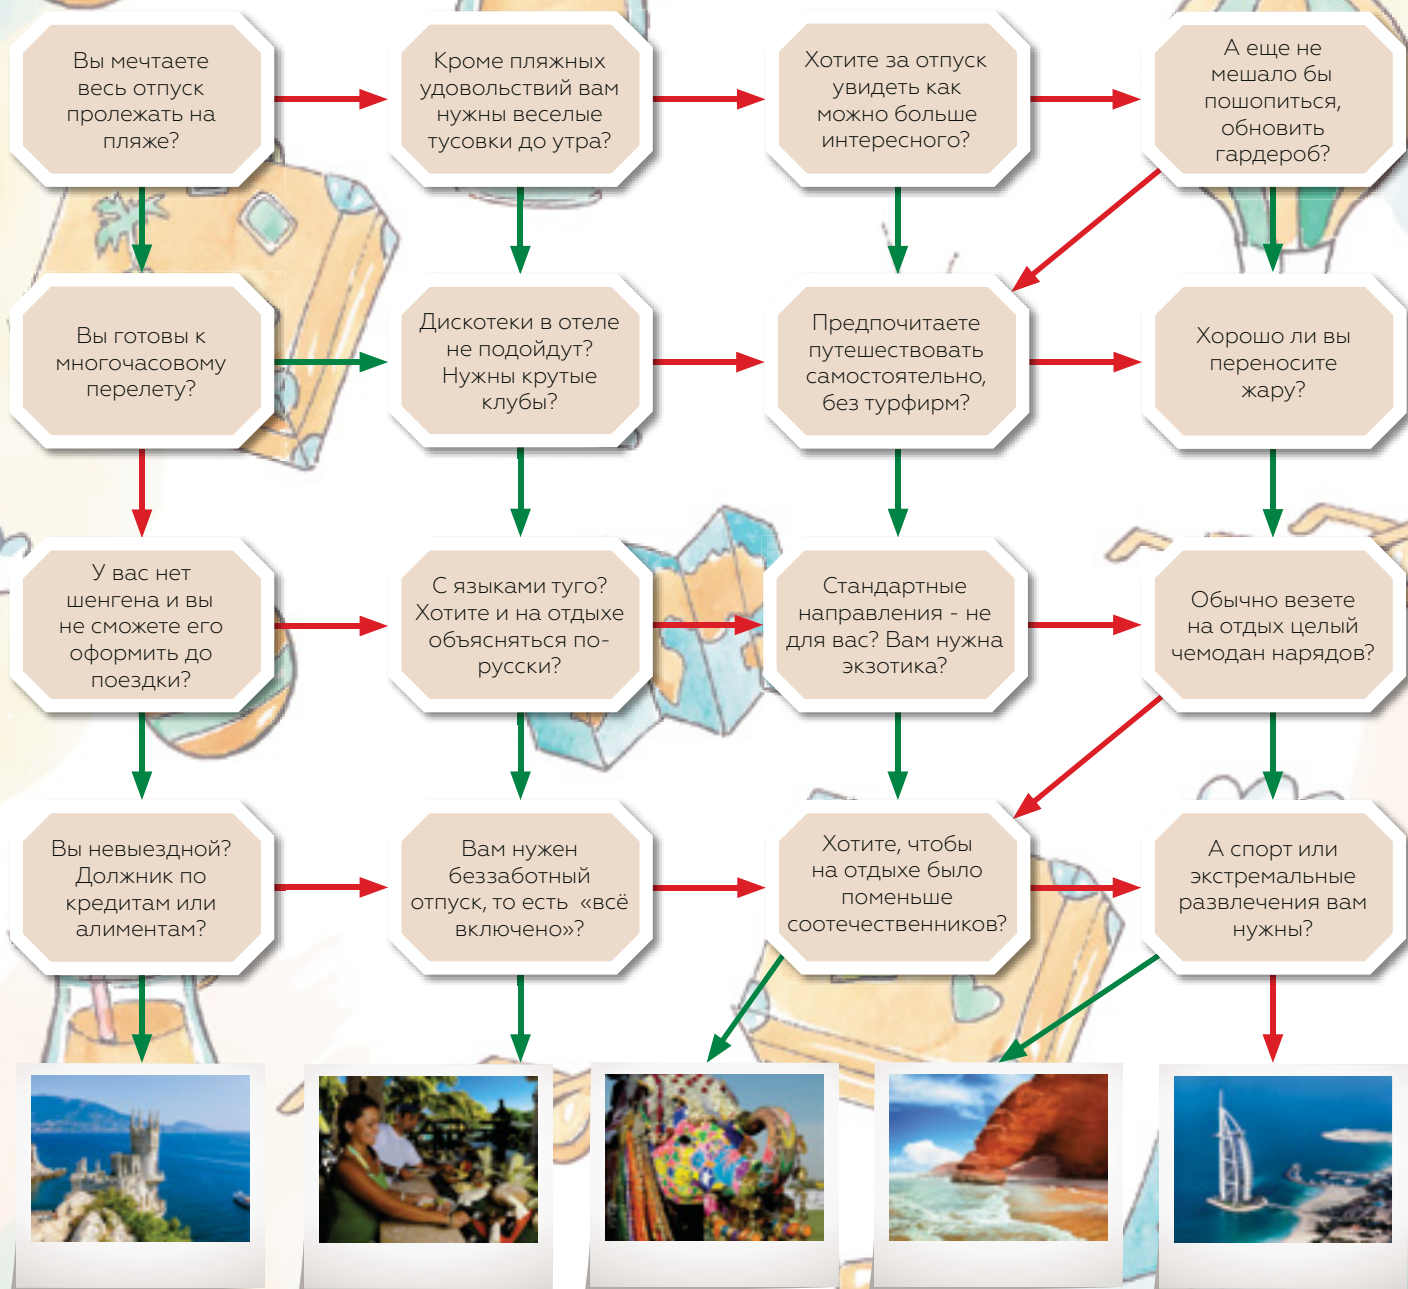 Вы мечтаете
весь отпуск
пролежать на
пляже?
Кроме пляжных
удовольствий вам
нужны веселые
тусовки до утра?
Хотите за отпуск
увидеть как
можно больше
интересного?
А еще не
мешало бы
пошопиться,
обновить
гардероб?
Вы готовы к
многочасовому
перелету?
Дискотеки в отеле
не подойдут?
Нужны крутые
клубы?
Предпочитаете
путешествовать
самостоятельно,
без турфирм?
Хорошо ли вы
переносите
жару?
У вас нет
шенгена и вы
не сможете его
оформить до
поездки?
С языками туго?
Хотите и на отдыхе
объясняться по-
русски?
Стандартные
направления - не
для вас? Вам нужна
экзотика?
Обычно везете
на отдых целый
чемодан нарядов?
Вы невыездной?
Должник по
кредитам или
алиментам?
Вам нужен
беззаботный
отпуск, то есть «всё
включено»?
Хотите, чтобы
на отдыхе было
поменьше
соотечественников?
А спорт или
экстремальные
развлечения вам
нужны?